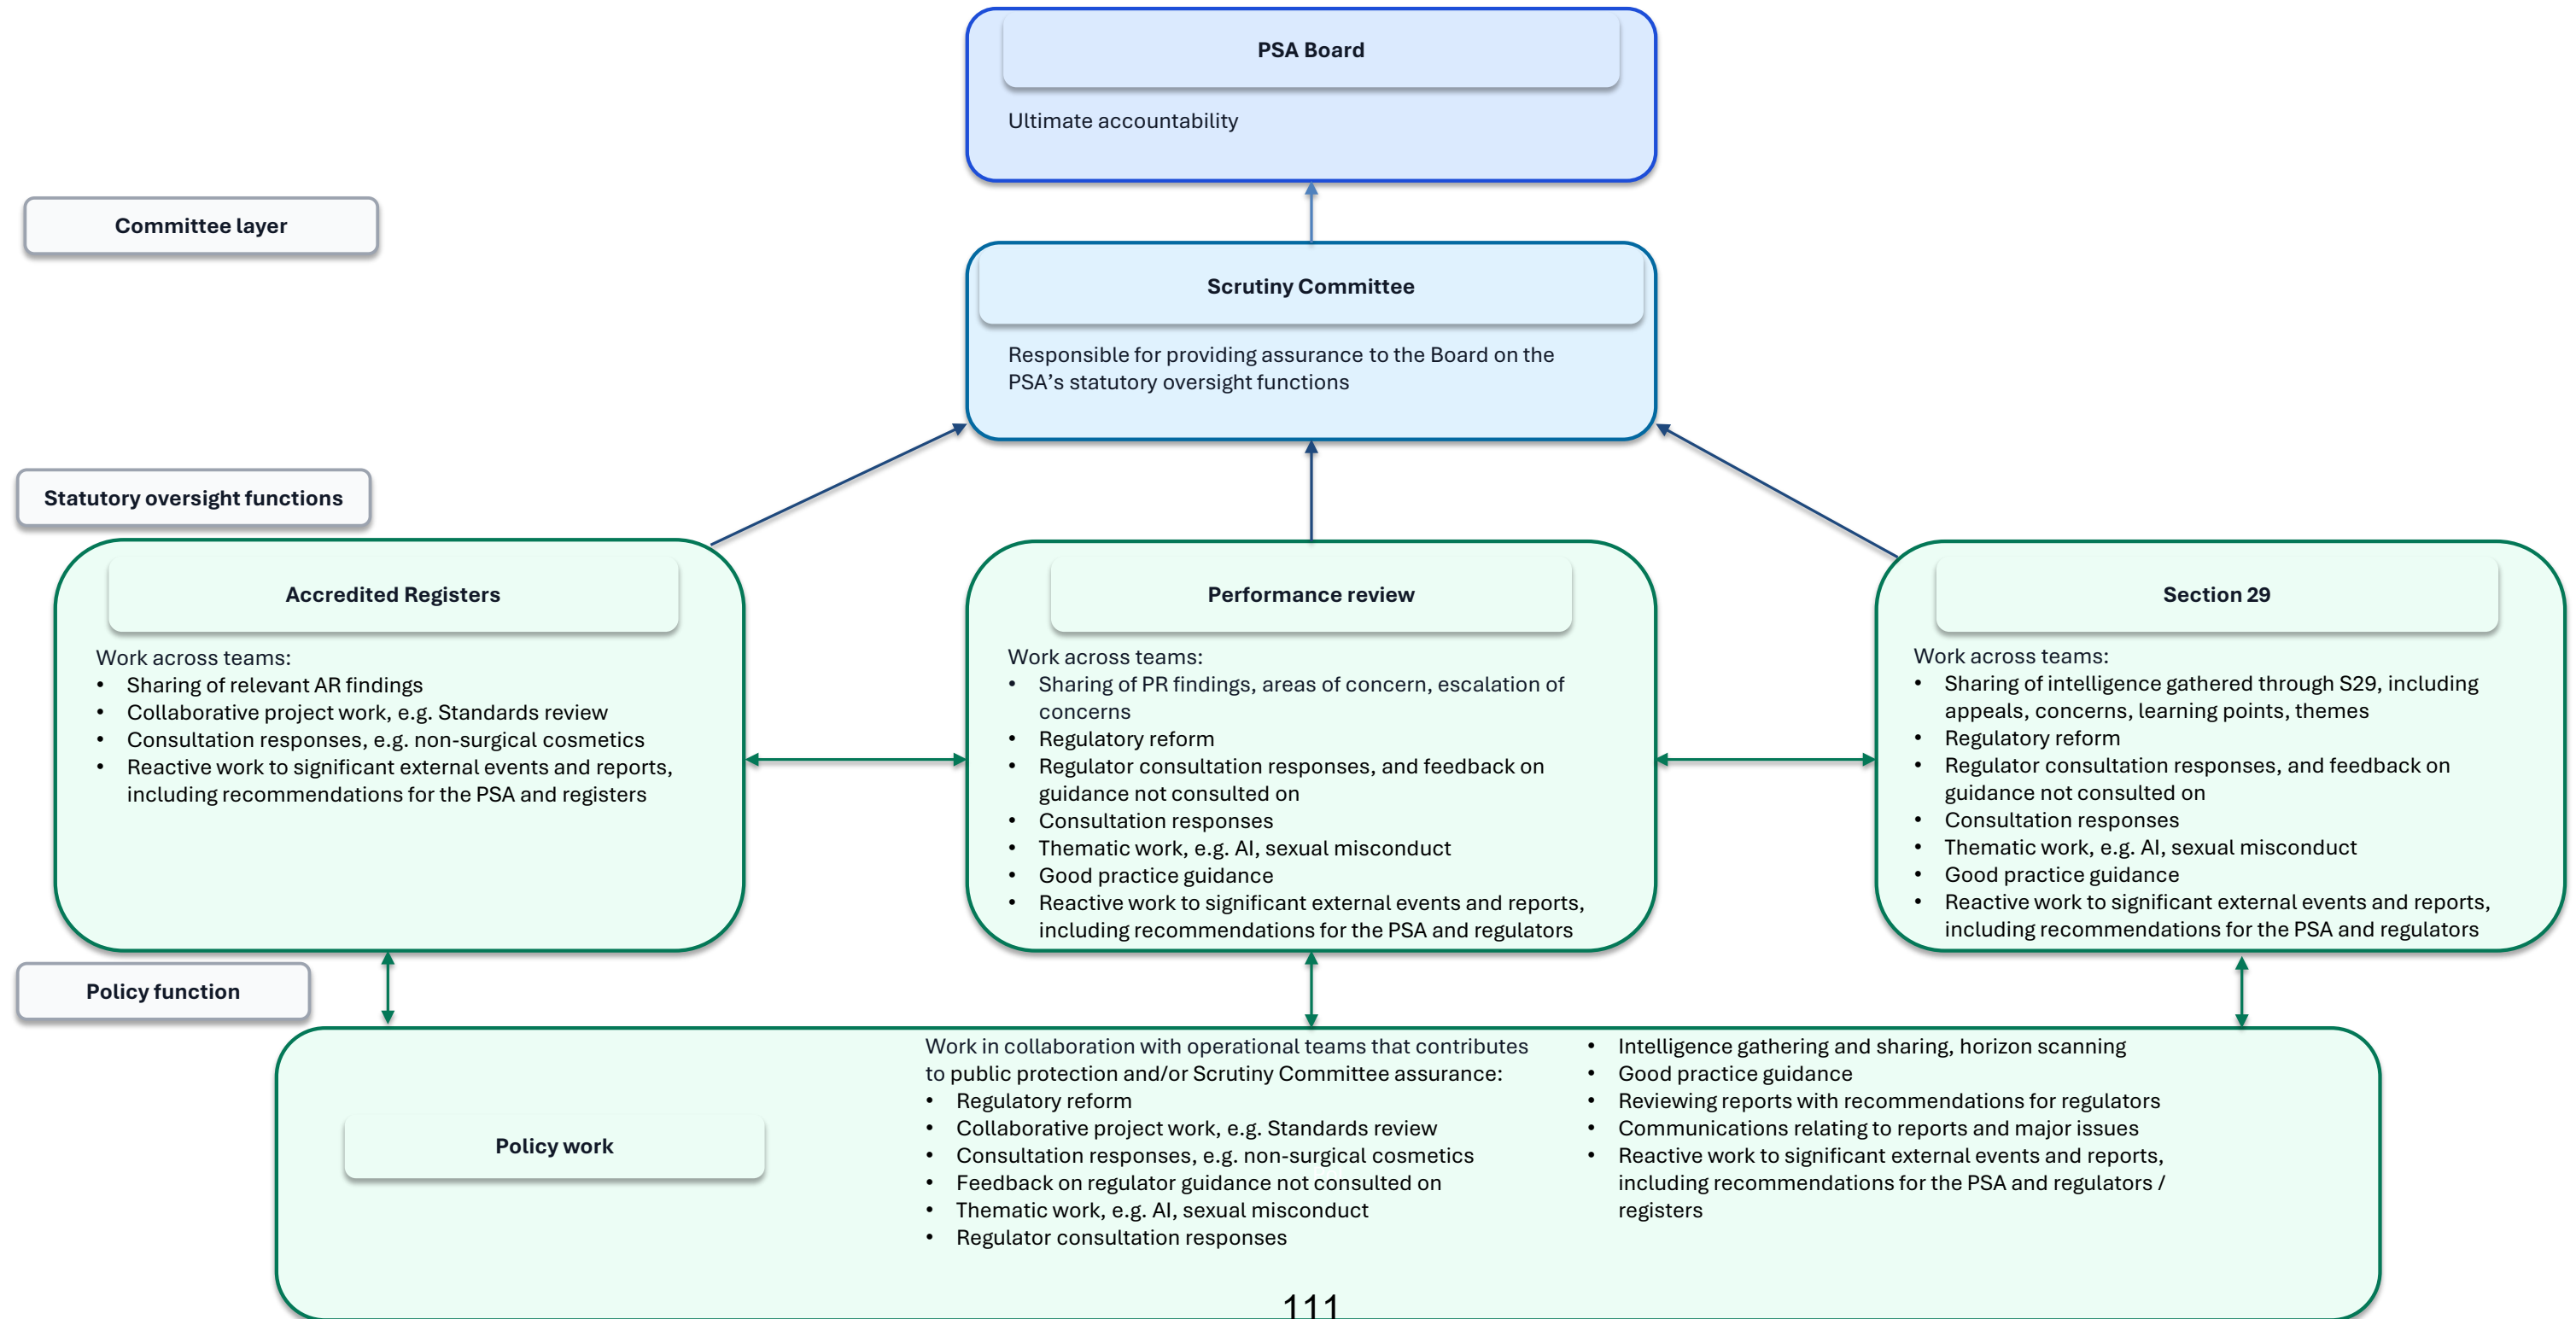 PSA Board
Ultimate accountability
Committee layer
Scrutiny Committee
Responsible for providing assurance to the Board on the
PSA’s statutory oversight functions
Statutory oversight functions
Accredited Registers
Work across teams:
• Sharing of relevant AR findings
• Collaborative project work, e.g. Standards review
• Consultation responses, e.g. non-surgical cosmetics
• Reactive work to significant external events and reports,
including recommendations for the PSA and registers
Performance review
Work across teams:
• Sharing of PR findings, areas of concern, escalation of
concerns
• Regulatory reform
• Regulator consultation responses, and feedback on
guidance not consulted on
• Consultation responses
• Thematic work, e.g. AI, sexual misconduct
• Good practice guidance
• Reactive work to significant external events and reports,
including recommendations for the PSA and regulators
Section 29
Work across teams:
• Sharing of intelligence gathered through S29, including
appeals, concerns, learning points, themes
• Regulatory reform
• Regulator consultation responses, and feedback on
guidance not consulted on
• Consultation responses
• Thematic work, e.g. AI, sexual misconduct
• Good practice guidance
• Reactive work to significant external events and reports,
including recommendations for the PSA and regulators
Policy function
Policy work
Work in collaboration with operational teams that contributes
to public protection and/or Scrutiny Committee assurance:
• Regulatory reform
• Collaborative project work, e.g. Standards review
• Consultation responses, e.g. non-surgical cosmetics
• Feedback on regulator guidance not consulted on
• Thematic work, e.g. AI, sexual misconduct
• Regulator consultation responses
• Intelligence gathering and sharing, horizon scanning
• Good practice guidance
• Reviewing reports with recommendations for regulators
• Communications relating to reports and major issues
• Reactive work to significant external events and reports,
including recommendations for the PSA and regulators /
registers
111